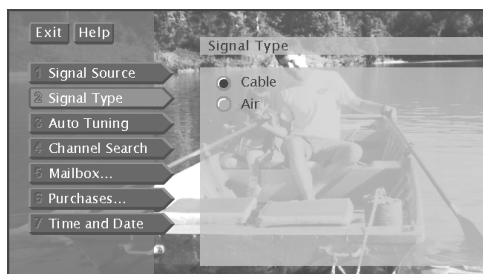 Exit Help
Signal Type
1 Signal Source
2 Signal Type
3 Auto Tuning
4 Channel Search
5 Mailbox...
6 Purchases...
7 Time and Date
Cable
Air